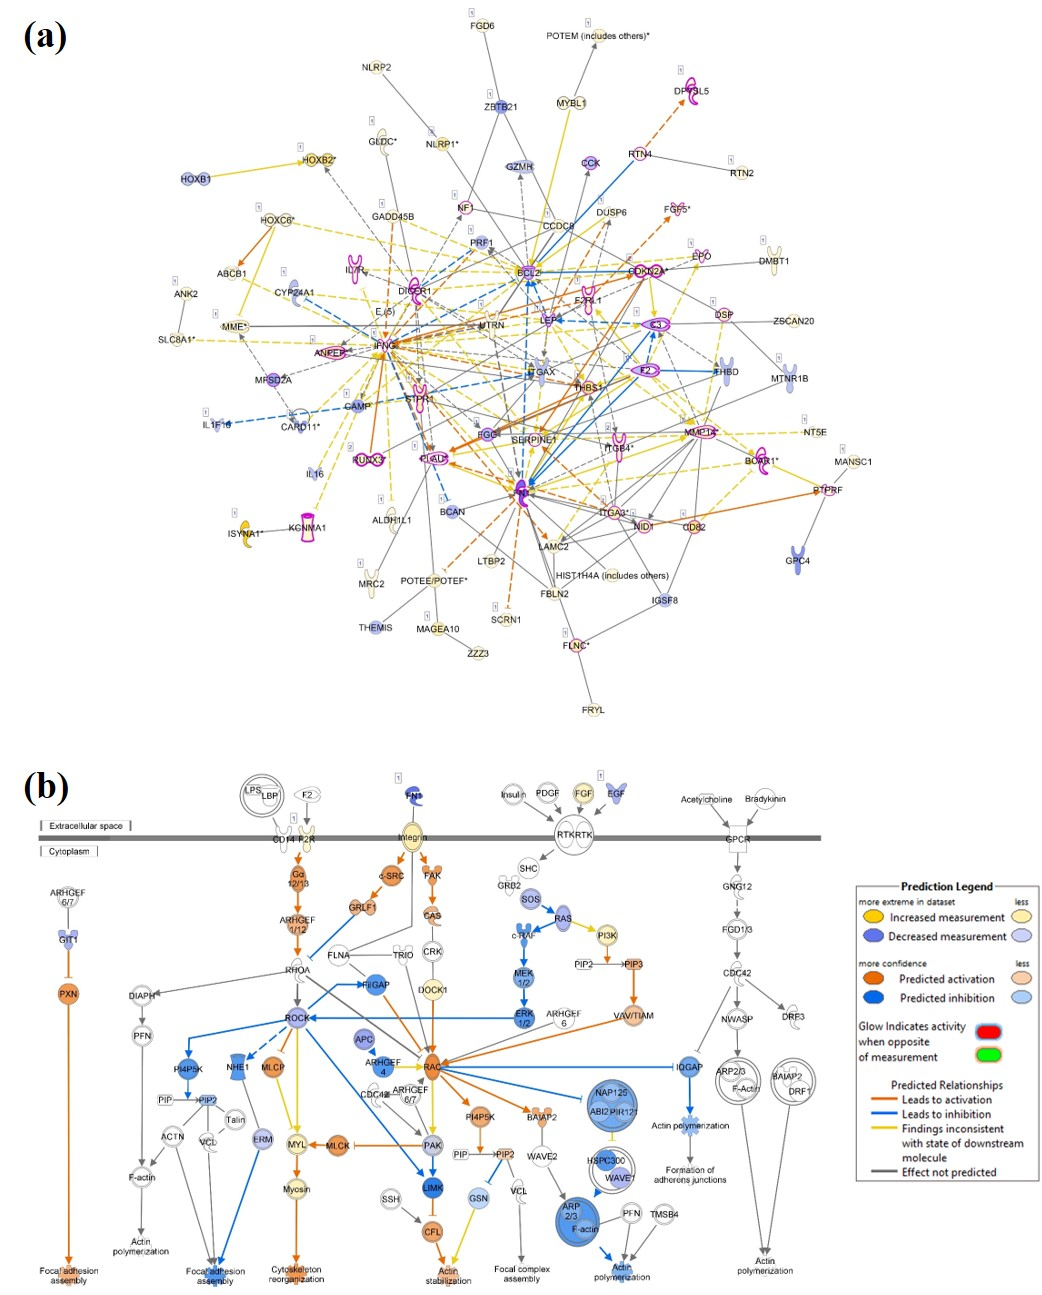 (a)
FGD6
POTEM (includes others)*
NLRP2
DPYSL5
ZBTB21
MYBL1
GLDC*
NLRP1*
RTN4
HOXB2*
GZMH
CCK
RTN2
HOXB1
NF1
DUSP6
FGF5*
HOXC6*
GADD45B
CCDC8
PRF1
EPO
DMBT1
IL7R
BCL2
CDKN2A*
ABCB1
CYP24A1
DICER1
F2RL1
ANK2
E,(5)
LEP
DSP
ZSCAN20
MME*
UTRN
C3
SLC8A1*
IFNG
ANPEP
MFSD2A
ITGAX
F2
THBD
MTNR1B
THBS1
CAMP
S1PR1
IL1F10
CARD11*
FGG
SERPINE1
ITGB4*
MMP14*
NT5E
RUNX3*
PLAU*
BCAR1*
MANSC1
IL16
FN1
PTPRF
ISYNA1*
KCNMA1
ALDH1L1
BCAN
ITGA3*
NID1
CD82
LAMC2
GPC4
MRC2
POTEE/POTEF*
LTBP2
HIST1H4A (includes others)
FBLN2
IGSF8
THEMIS
MAGEA10
SCRN1
FLNC*
ZZZ3
FRYL
(b)
LPS
LBP
F2
FN1
Insulin
PDGF
FGF
EGF
Acetylcholine
Bradykinin
Extracellular space
CD14
F2R
Integrin
RTK
RTK
GPCR
Cytoplasm
ARHGEF
6/7
Gα
12/13
c-SRC
FAK
SHC
GRB2
GNG12
GIT1
ARHGEF
1/12
GRLF1
CAS
SOS
RAS
c-RAF
PI3K
FGD1/3
FLNA
TRIO
CRK
PIP2
PIP3
RHOA
MEK
1/2
CDC42
PXN
DIAPH
FilGAP
DOCK1
ROCK
ERK
1/2
ARHGEF
6
VAV/TIAM
NWASP
DRF3
PFN
APC
PI4P5K
NHE1
MLCP
ARHGEF
4
RAC
IQGAP
ARP2/3
F-Actin
BAIAP2
DRF1
PIP
PIP2
CDC42
ARHGEF
6/7
NAP125
ABI2
PIR121
Talin
PI4P5K
BAIAP2
Actin polymerization
ACTN
VCL
ERM
MYL
MLCK
PAK
PIP
PIP2
WAVE2
HSPC300
WAVE1
Formation of
adherens junctions
F-actin
Myosin
LIMK
GSN
VCL
SSH
ARP
2/3
F-actin
PFN
TMSB4
CFL
Actin
polymerization
Focal adhesion
assembly
Focal adhesion
assembly
Cytoskeleton
reorganization
Actin
stabilization
Focal complex
assembly
Actin
polymerization
Actin
polymerization
Prediction Legend
more extreme in dataset
less
Increased measurement
Decreased measurement
more confidence
less
Predicted activation
Predicted inhibition
Glow Indicates activity
when opposite
of measurement
Predicted Relationships
Leads to activation
Leads to inhibition
Findings inconsistent
with state of downstream
molecule
Effect not predicted